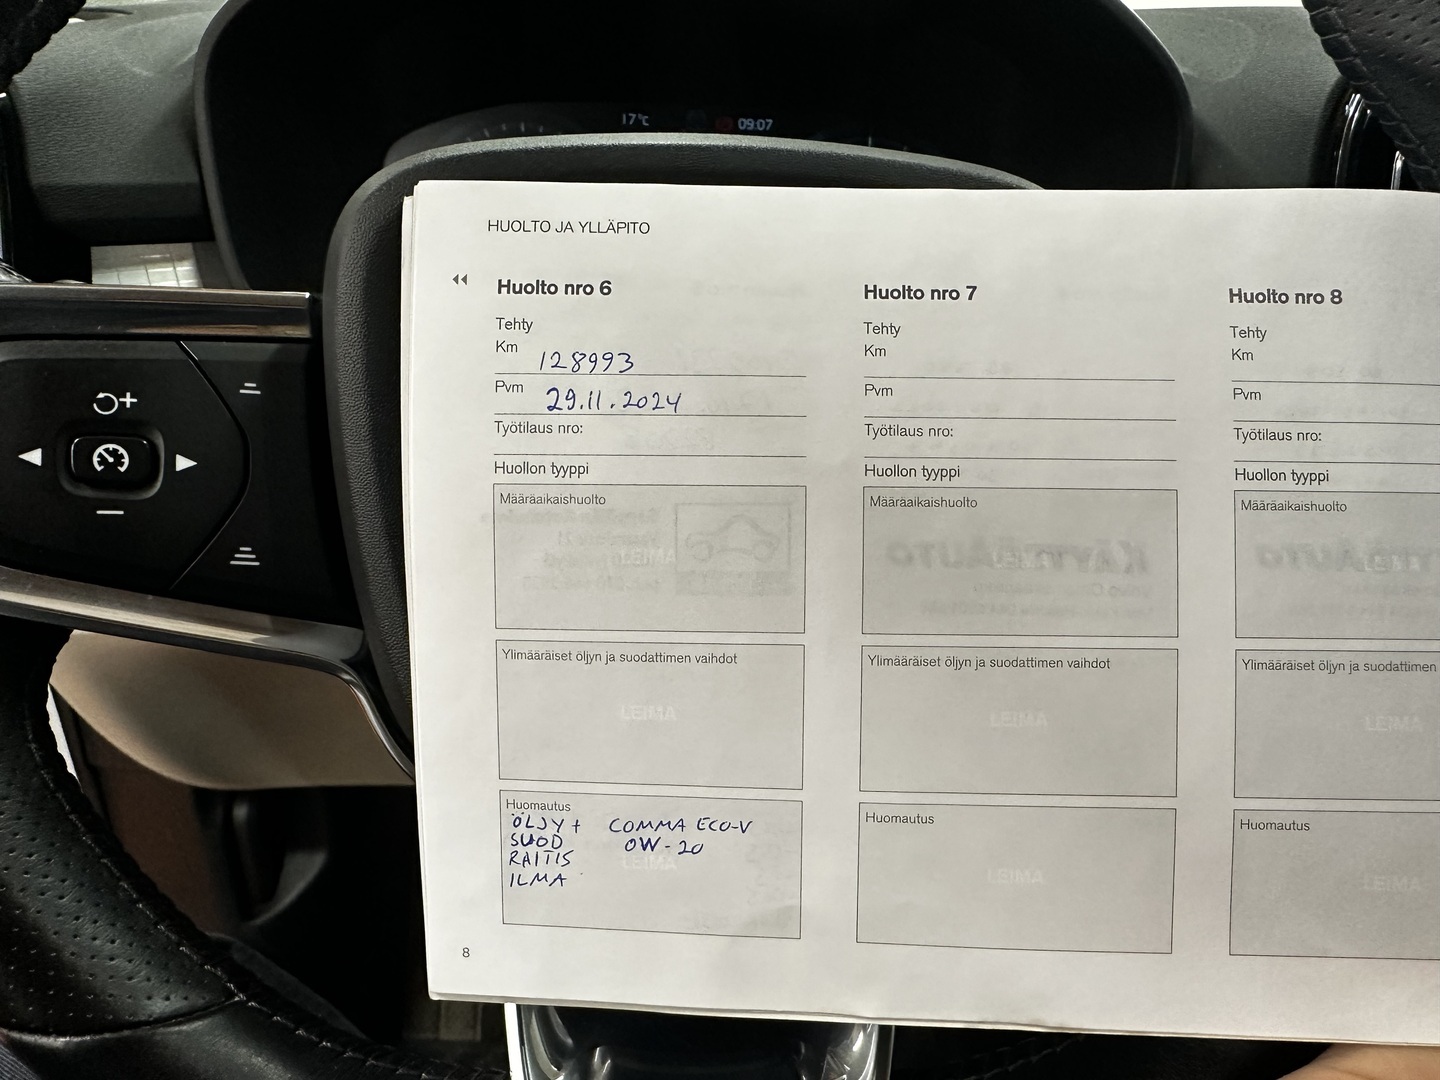 17°C
09:07
HUOLTO JA YLLÄPITO
Huolto nro 6
Tehty
Km 128993
Pvm 29.11.2024
Työtilaus nro:
Huollon tyyppi
Määräaikaishuolto
LEIMA
Ylimääräiset öljyn ja suodattimen vaihdot
LEIMA
Huomautus
ÖLJY + COMMA ECO-V
SUOD 0W-20
RAITIS
ILMA
LEIMA
Huolto nro 7
Tehty
Km
Pvm
Työtilaus nro:
Huollon tyyppi
Määräaikaishuolto
LEIMA
Ylimääräiset öljyn ja suodattimen vaihdot
LEIMA
Huomautus
LEIMA
Huolto nro 8
Tehty
Km
Pvm
Työtilaus nro:
Huollon tyyppi
Määräaikaishuolto
LEIMA
Ylimääräiset öljyn ja suodattimen
LEIMA
Huomautus
LEIMA
8